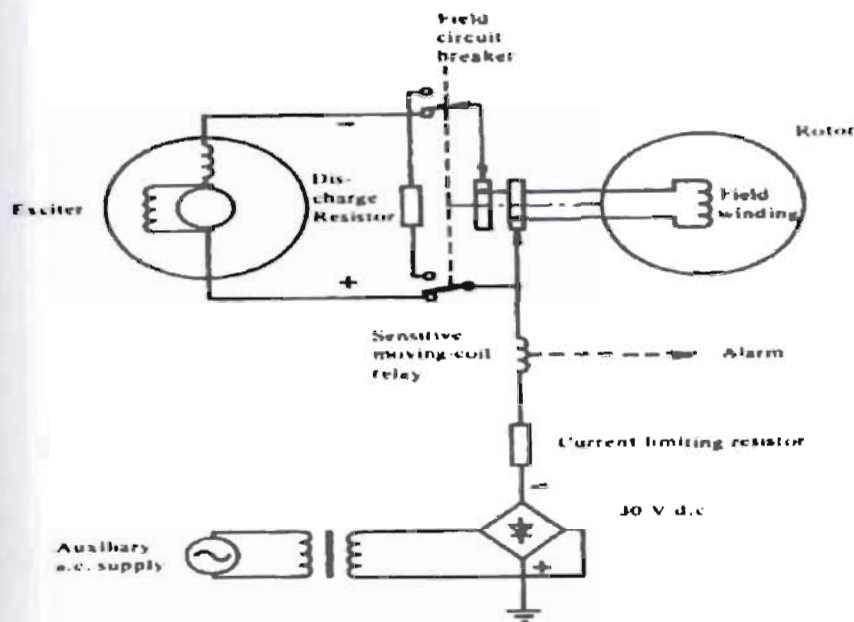 Field
circuit
breaker
−
Rotor
Dis-
charge
Resistor
Exciter
Field
winding
+
Sensitive
moving-coil
relay
Alarm
Current limiting resistor
−
30 V d.c
Auxiliary
a.c. supply
+